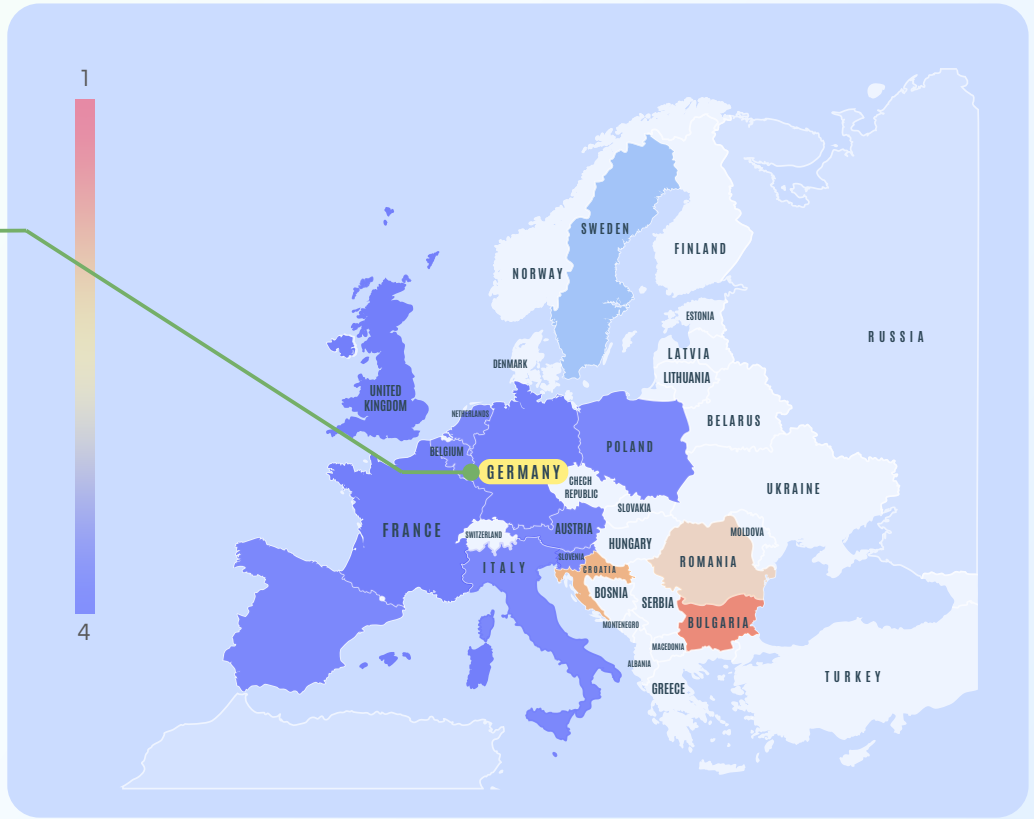 1
SWEDEN
FINLAND
NORWAY
ESTONIA
RUSSIA
LATVIA
DENMARK
LITHUANIA
UNITED
KINGDOM
NETHERLANDS
BELARUS
BELGIUM
POLAND
GERMANY
CHECH
REPUBLIC
UKRAINE
SLOVAKIA
FRANCE
SWITZERLAND
AUSTRIA
HUNGARY
MOLDOVA
SLOVENIA
ITALY
CROATIA
ROMANIA
BOSNIA
SERBIA
4
MONTENEGRO
BULGARIA
MACEDONIA
ALBANIA
GREECE
TURKEY